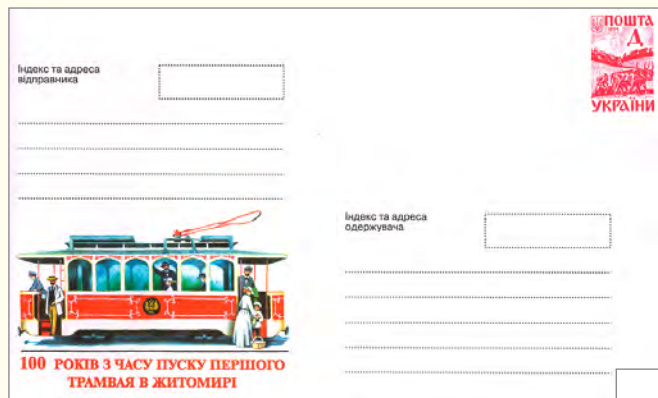 ПОШТА
Д
УКРАЇНИ
Індекс та адреса
відправника
Індекс та адреса
одержувача
100 РОКІВ З ЧАСУ ПУСКУ ПЕРШОГО
ТРАМВАЯ В ЖИТОМИРІ